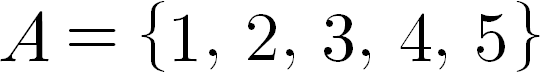 A = {1, 2, 3, 4, 5}